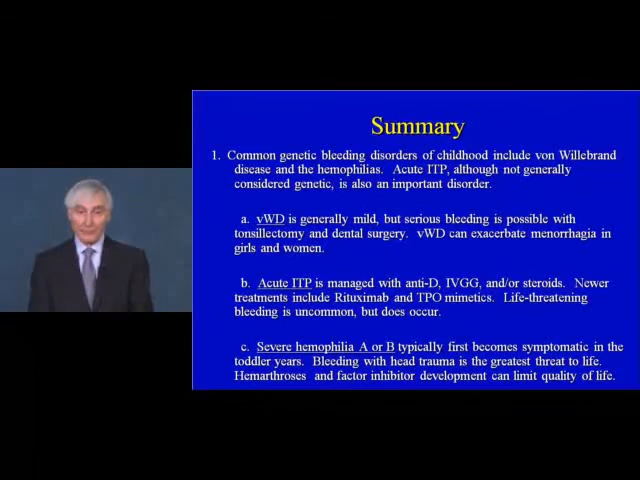 Summary
1. Common genetic bleeding disorders of childhood include von Willebrand
disease and the hemophilias. Acute ITP, although not generally
considered genetic, is also an important disorder.
a. vWD is generally mild, but serious bleeding is possible with
tonsillectomy and dental surgery. vWD can exacerbate menorrhagia in
girls and women.
b. Acute ITP is managed with anti-D, IVGG, and/or steroids. Newer
treatments include Rituximab and TPO mimetics. Life-threatening
bleeding is uncommon, but does occur.
c. Severe hemophilia A or B typically first becomes symptomatic in the
toddler years. Bleeding with head trauma is the greatest threat to life.
Hemarthroses and factor inhibitor development can limit quality of life.